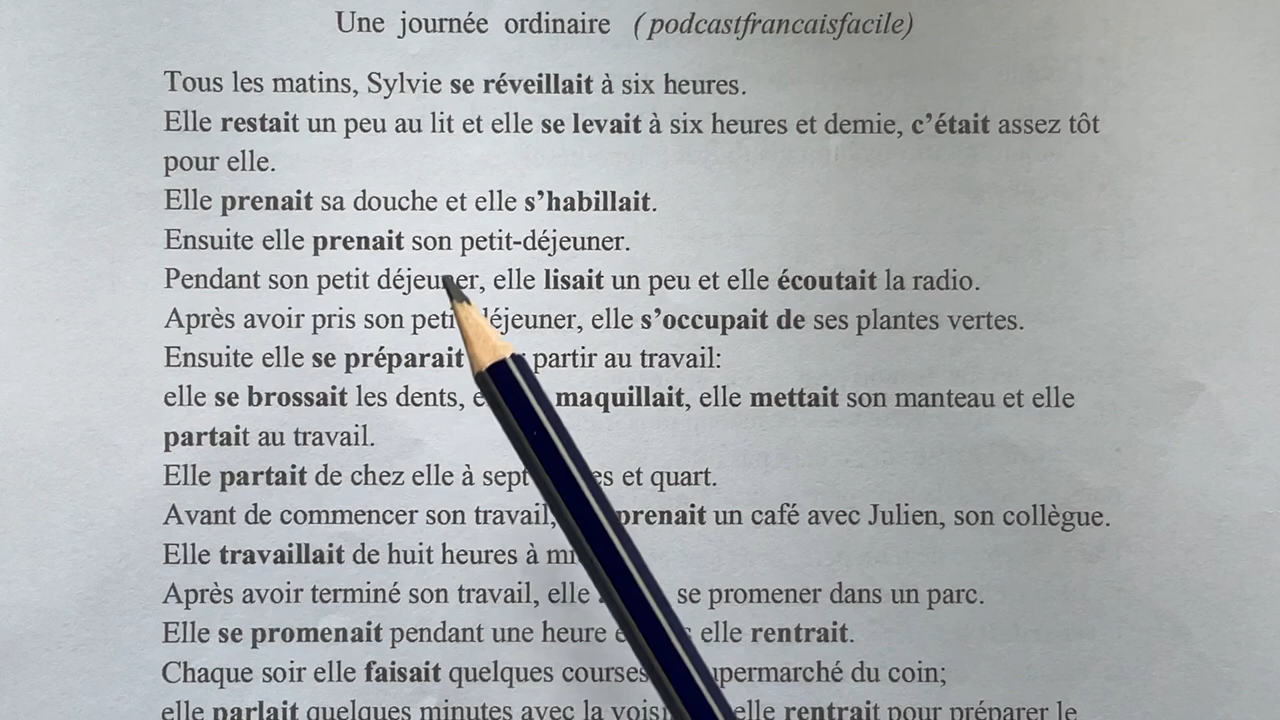 Une journée ordinaire (podcastfrancaisfacile)
Tous les matins, Sylvie se réveillait à six heures.
Elle restait un peu au lit et elle se levait à six heures et demie, c’était assez tôt
pour elle.
Elle prenait sa douche et elle s’habillait.
Ensuite elle prenait son petit-déjeuner.
Pendant son petit déjeuner, elle lisait un peu et elle écoutait la radio.
Après avoir pris son petit déjeuner, elle s’occupait de ses plantes vertes.
Ensuite elle se préparait partir au travail:
elle se brossait les dents, maquillait, elle mettait son manteau et elle
partait au travail.
Elle partait de chez elle à sept et quart.
Avant de commencer son travail, prenait un café avec Julien, son collègue.
Elle travaillait de huit heures à
Après avoir terminé son travail, elle se promener dans un parc.
Elle se promenait pendant une heure elle rentrait.
Chaque soir elle faisait quelques courses du coin;
elle parlait quelques minutes avec la elle rentrait pour préparer le